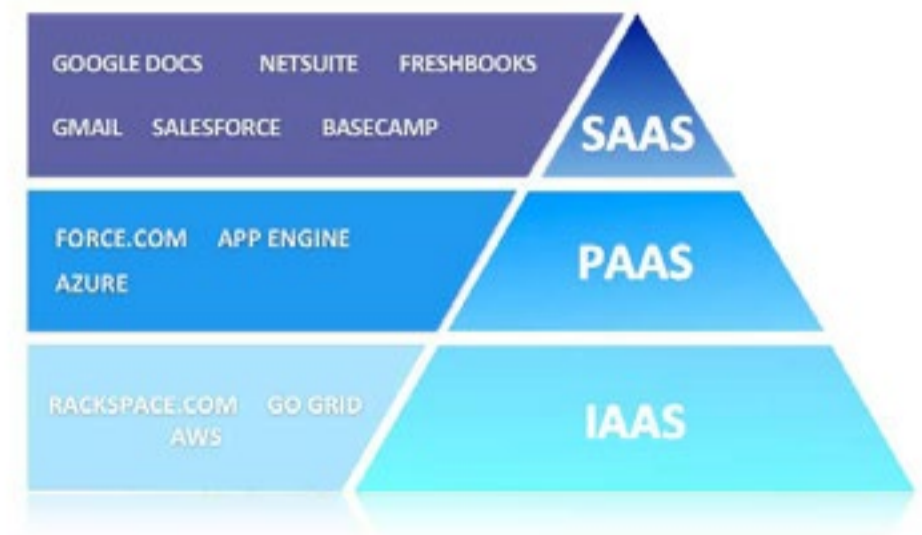 GOOGLE DOCS NETSUITE FRESHBOOKS
GMAIL SALESFORCE BASECAMP
SAAS
FORCE.COM APP ENGINE
AZURE
PAAS
RACKSPACE.COM GO GRID
AWS
IAAS